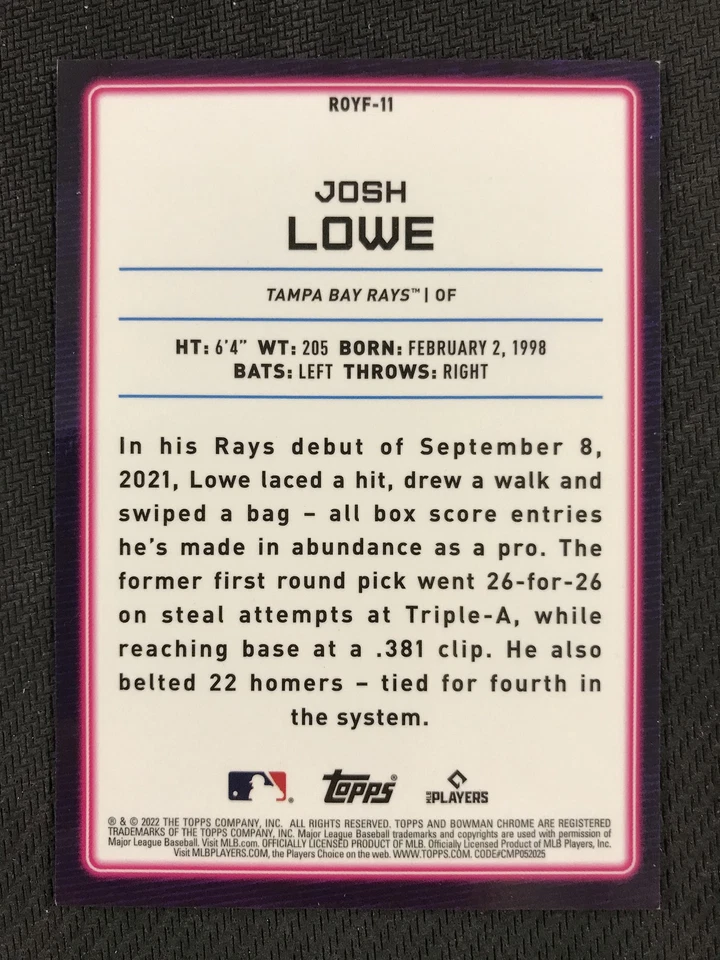 ROYF-11
JOSH
LOWE
TAMPA BAY RAYS™ | OF
HT: 6'4" WT: 205 BORN: FEBRUARY 2, 1998
BATS: LEFT THROWS: RIGHT
In his Rays debut of September 8,
2021, Lowe laced a hit, drew a walk and
swiped a bag – all box score entries
he's made in abundance as a pro. The
former first round pick went 26-for-26
on steal attempts at Triple-A, while
reaching base at a .381 clip. He also
belted 22 homers – tied for fourth in
the system.
Topps® MLB PLAYERS
® & © 2022 THE TOPPS COMPANY, INC. ALL RIGHTS RESERVED. TOPPS AND BOWMAN CHROME ARE REGISTERED
TRADEMARKS OF THE TOPPS COMPANY, INC. Major League Baseball trademarks and copyrights are used with permission of
Major League Baseball. Visit MLB.com. OFFICIALLY LICENSED PRODUCT OF MLB. Officially Licensed Product of MLB Players, Inc.
Visit MLBPLAYERS.COM, the Players Choice on the web. WWW.TOPPS.COM. CODE#CMP052025